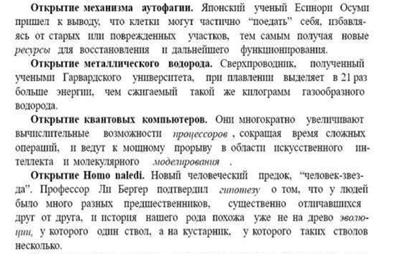 Открытие механизма аутофагии. Японский ученый Есинори Осуми
пришел к выводу, что клетки могут частично “поедать” себя, избавля-
ясь от старых или поврежденных участков, тем самым получая новые
ресурсы для восстановления и дальнейшего функционирования.
Открытие металлического водорода. Сверхпроводник, полученный
учеными Гарвардского университета, при плавлении выделяет в 21 раз
больше энергии, чем сжигаемый такой же килограмм газообразного
водорода.
Открытие квантовых компьютеров. Они многократно увеличивают
вычислительные возможности процессоров , сокращая время сложных
операций, и ведут к мощному прорыву в области искусственного ин-
теллекта и молекулярного моделирования .
Открытие Homo naledi. Новый человеческий предок, “человек-звез-
да”. Профессор Ли Бергер подтвердил гипотезу о том, что у людей
было много разных предшественников, существенно отличавшихся
друг от друга, и история нашего рода похожа уже не на древо эволю-
ции, у которого один ствол, а на кустарник, у которого таких стволов
несколько.